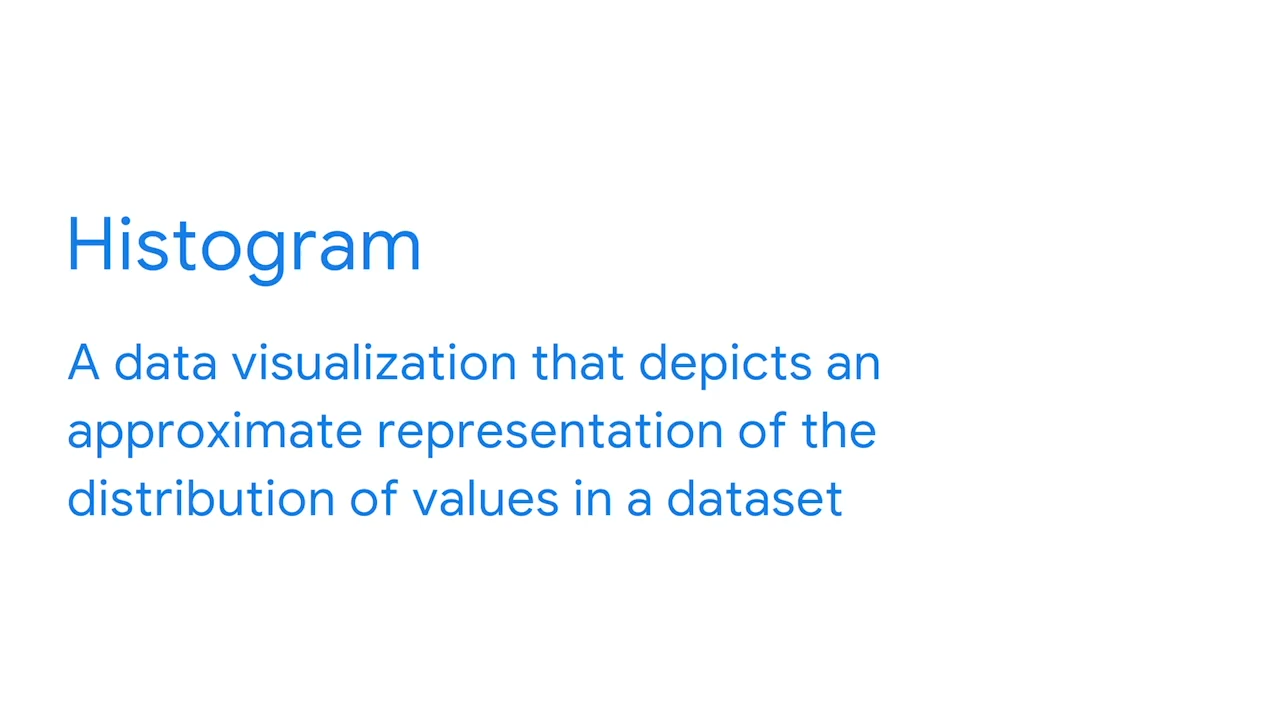 Histogram
A data visualization that depicts an
approximate representation of the
distribution of values in a dataset